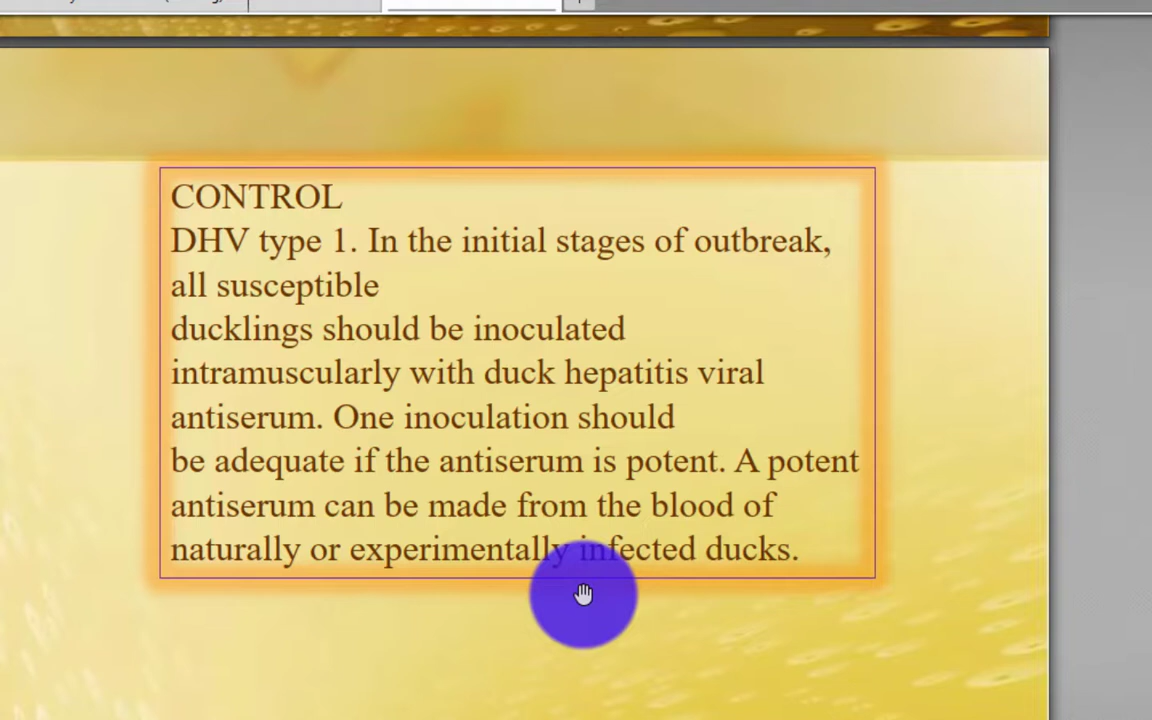 CONTROL
DHV type 1. In the initial stages of outbreak,
all susceptible
ducklings should be inoculated
intramuscularly with duck hepatitis viral
antiserum. One inoculation should
be adequate if the antiserum is potent. A potent
antiserum can be made from the blood of
naturally or experimentally infected ducks.